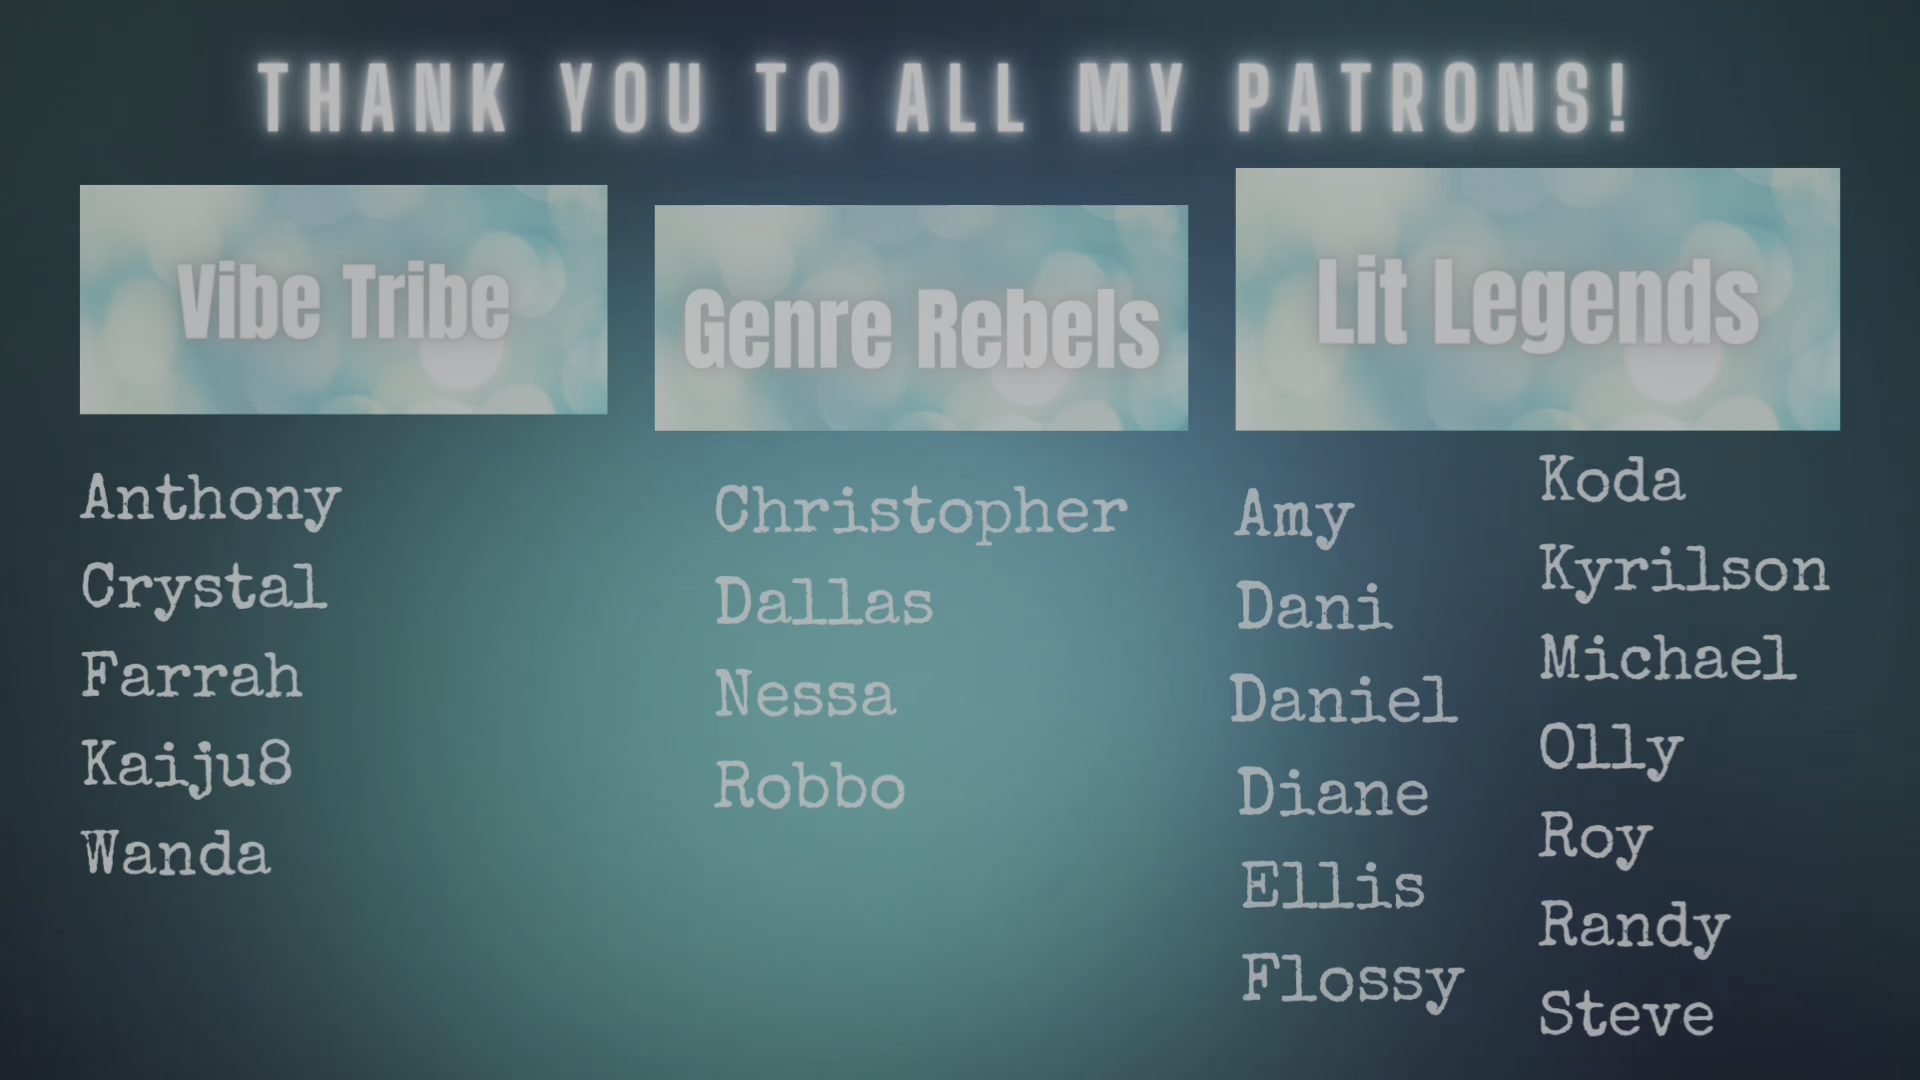 THANK YOU TO ALL MY PATRONS!
Vibe Tribe
Anthony
Crystal
Farrah
Kaiju8
Wanda
Genre Rebels
Christopher
Dallas
Nessa
Robbo
Lit Legends
Amy
Dani
Daniel
Diane
Ellis
Flossy
Koda
Kyrilson
Michael
Olly
Roy
Randy
Steve